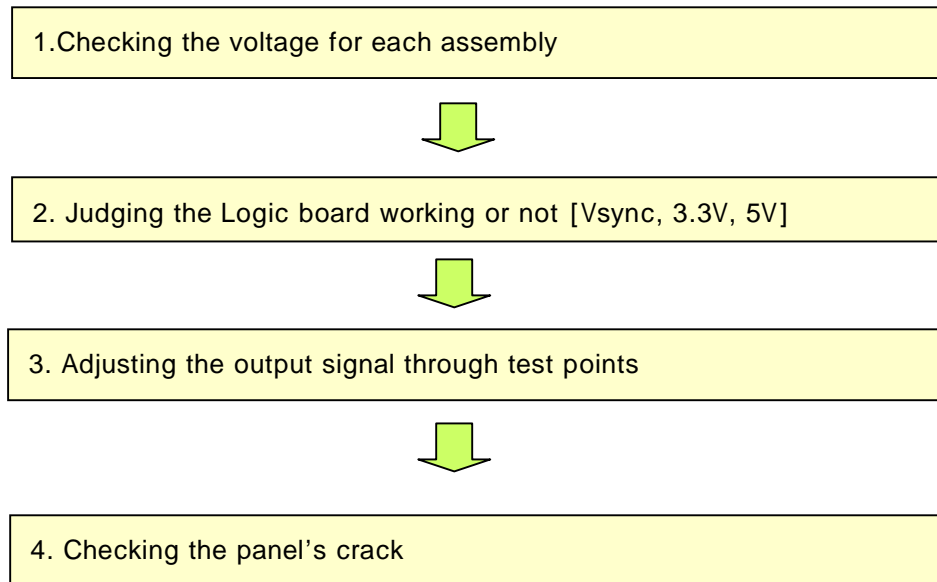 1.Checking the voltage for each assembly
2. Judging the Logic board working or not [Vsync, 3.3V, 5V]
3. Adjusting the output signal through test points
4. Checking the panel’s crack